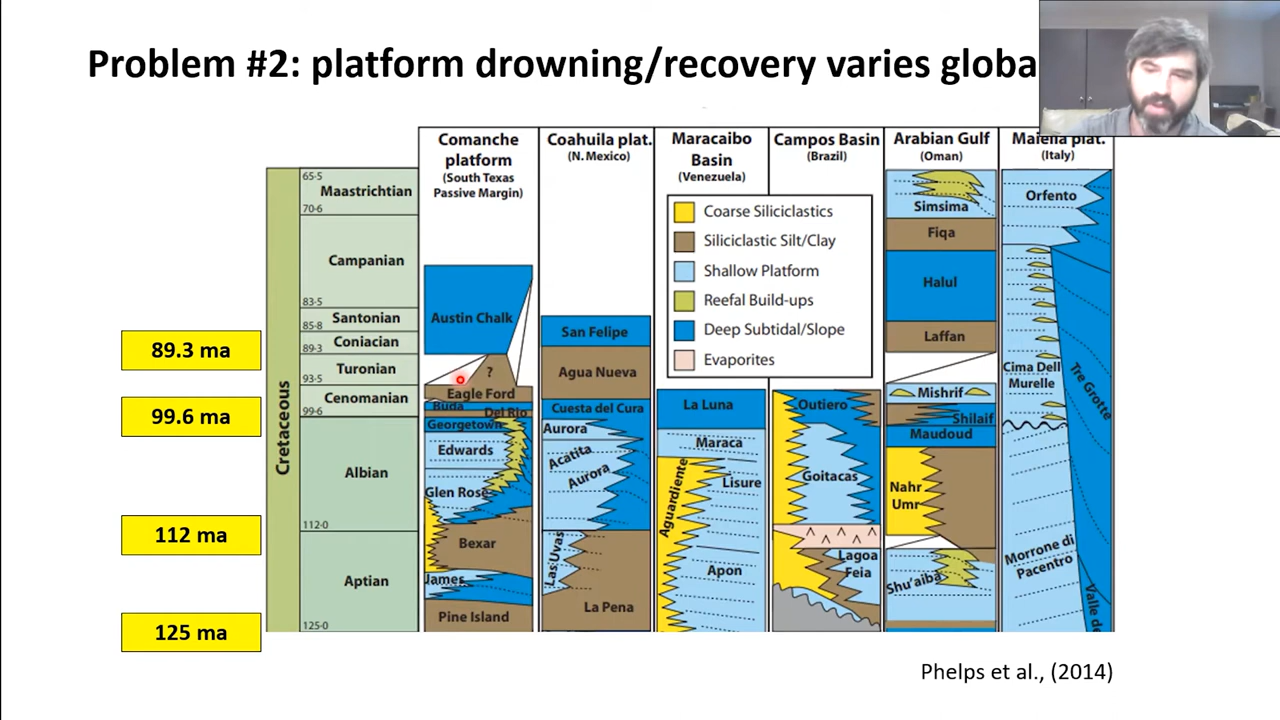 Problem #2: platform drowning/recovery varies globa
Comanche
platform
(South Texas
Passive Margin)
Coahuila plat.
(N. Mexico)
Maracaibo
Basin
(Venezuela)
Campos Basin
(Brazil)
Arabian Gulf
(Oman)
Maiella plat.
(Italy)
Coarse Siliciclastics
Siliciclastic Silt/Clay
Shallow Platform
Reefal Build-ups
Deep Subtidal/Slope
Evaporites
89.3 ma
99.6 ma
112 ma
125 ma
Cretaceous
65-5
Maastrichtian
70-6
Campanian
83-5
Santonian
85-8
Coniacian
89-3
Turonian
93-5
Cenomanian
99-6
Albian
112-0
Aptian
125-0
Austin Chalk
?
Eagle Ford
Buda
Del Rio
Georgetown
Edwards
Glen Rose
Bexar
James
Pine Island
San Felipe
Agua Nueva
Cuesta del Cura
Aurora
Acatita
Aurora
Las Uvas
La Pena
La Luna
Maraca
Lisure
Aguardiente
Apon
Outiero
Goitacas
Lagoa
Feia
Simsima
Fiqa
Halul
Laffan
Mishrif
Shilaif
Maudoud
Nahr
Umr
Shu'aiba
Orfento
Cima Dell
Murelle
Tre Grotte
Morrone di
Pacentro
Valle de
Phelps et al., (2014)